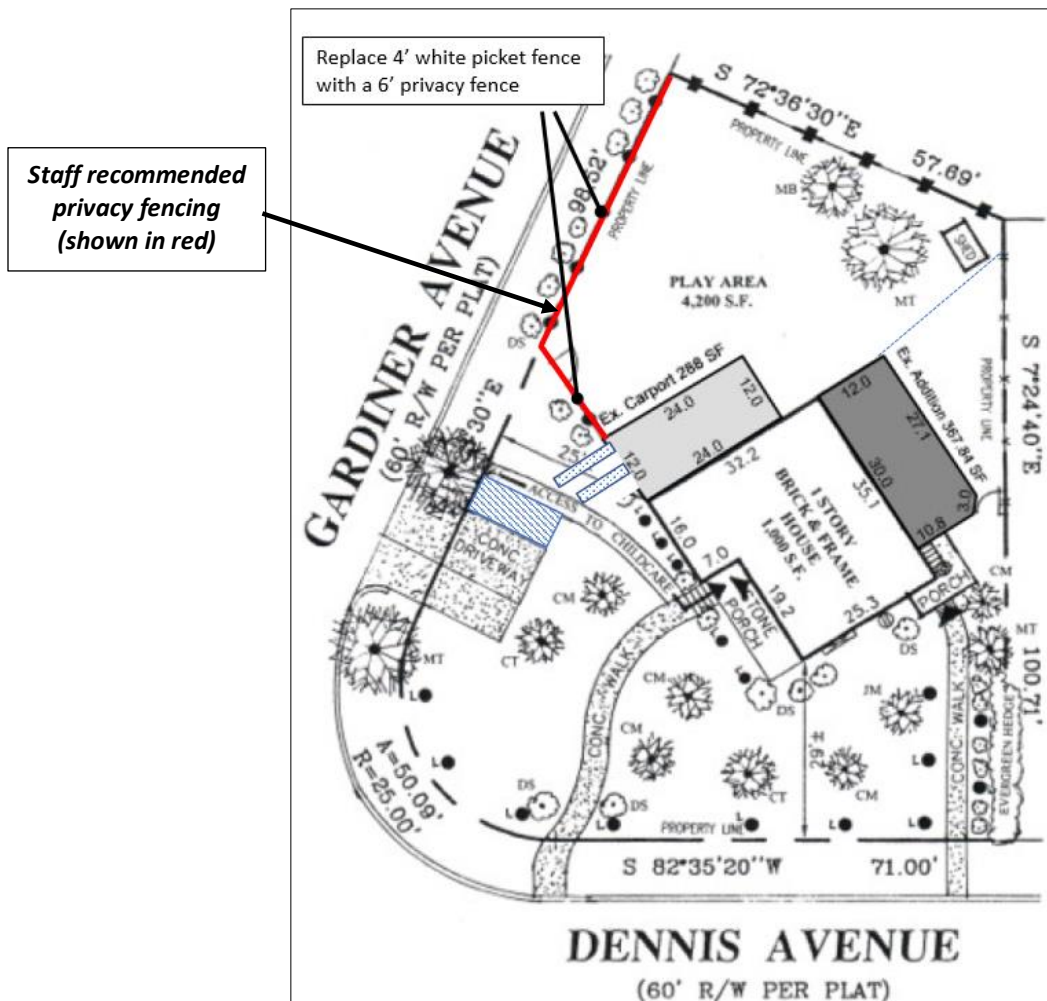 Replace 4’ white picket fence
with a 6’ privacy fence
Staff recommended
privacy fencing
(shown in red)
S 72°36'30"E
57.69'
PROPERTY LINE
98.52'
PROPERTY LINE
MB
SHED
MT
PLAY AREA
4,200 S.F.
GARDINER AVENUE
(60' R/W PER PLAT)
DS
30"E
25.
Ex. Carport 288 SF
24.0
12.0
24.0
12.0
32.2
12.0
Ex. Addition 367.84 SF
27.1
30.0
35.1
3.0
10.8
PROPERTY LINE
S 7°24'40"E
100.71'
1 STORY
BRICK & FRAME
HOUSE
1,000 S.F.
16.0
7.0
19.2
25.3
STONE
PORCH
PORCH
ACCESS TO CHILDCARE
CONC.
DRIVEWAY
L
L
L
CM
MT
CM
CT
MT
DS
CM
JM
DS
CONC. WALK
CONC. WALK
EVERGREEN HEDGE
29'±
L
L
L
L
CM
CT
CM
A=50.09'
R=25.00'
DS
DS
L
L
L
L
L
PROPERTY LINE
S 82°35'20"W
71.00'
DENNIS AVENUE
(60' R/W PER PLAT)